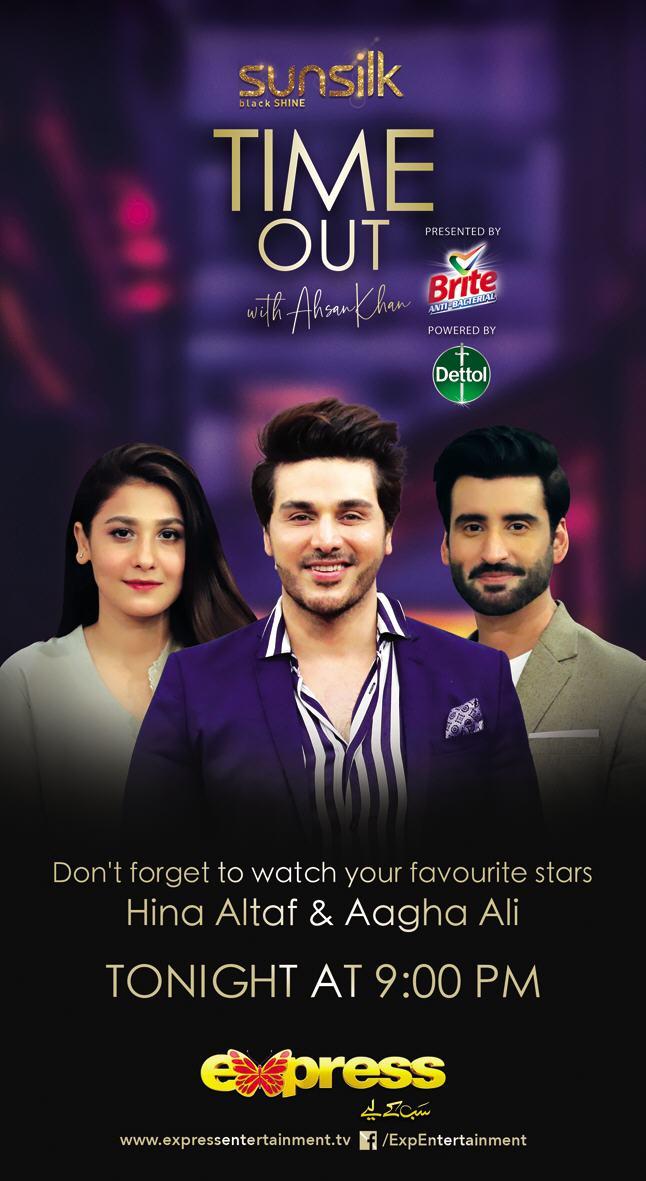 sunsilk
black SHINE
TIME
OUT
with Ahsan Khan
PRESENTED BY
Brite
ANTI-BACTERIAL
POWERED BY
Dettol
Don't forget to watch your favourite stars
Hina Altaf & Aagha Ali
TONIGHT AT 9:00 PM
express
سَب کے لیے
www.expressentertainment.tv f /ExpEntertainment